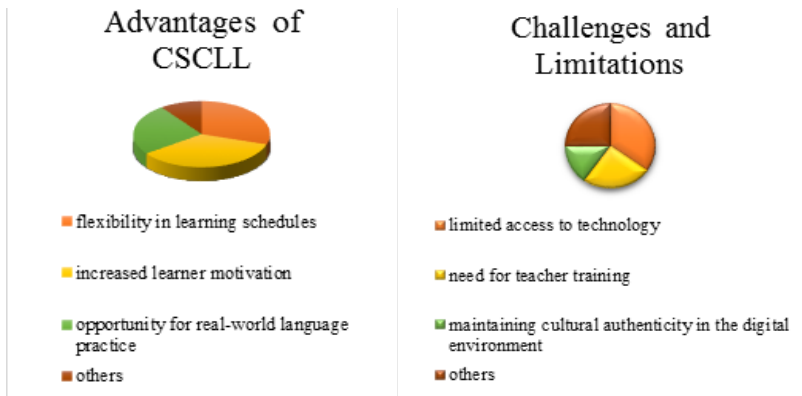 Advantages of
CSCLL
flexibility in learning schedules
increased learner motivation
opportunity for real-world language
practice
others
Challenges and
Limitations
limited access to technology
need for teacher training
maintaining cultural authenticity in the digital
environment
others